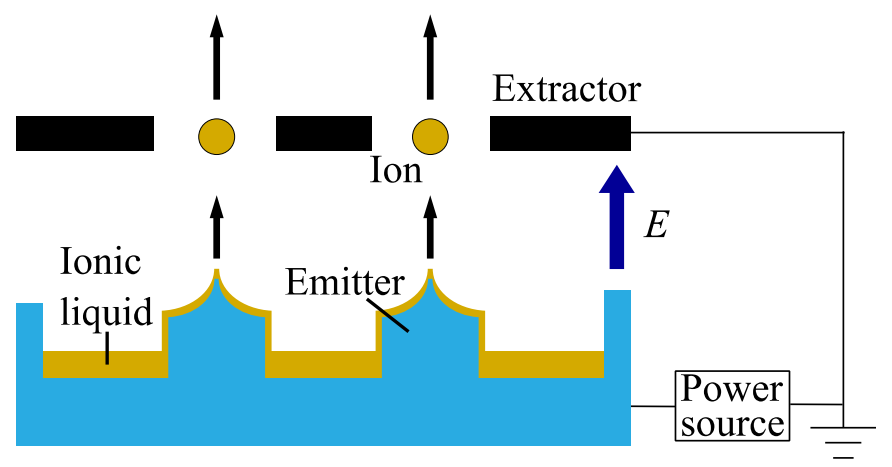 Extractor
Ion
E
Ionic
liquid
Emitter
Power
source